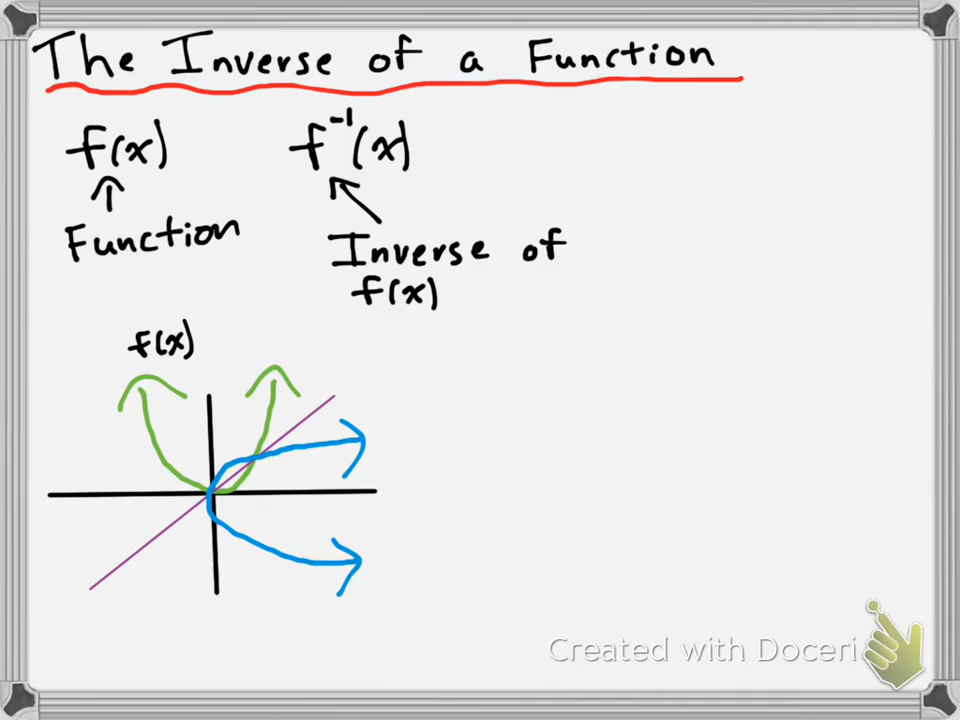 The Inverse of a Function
f(x) f⁻¹(x)
Function
Inverse of
f(x)
f(x)
Created with Doceri